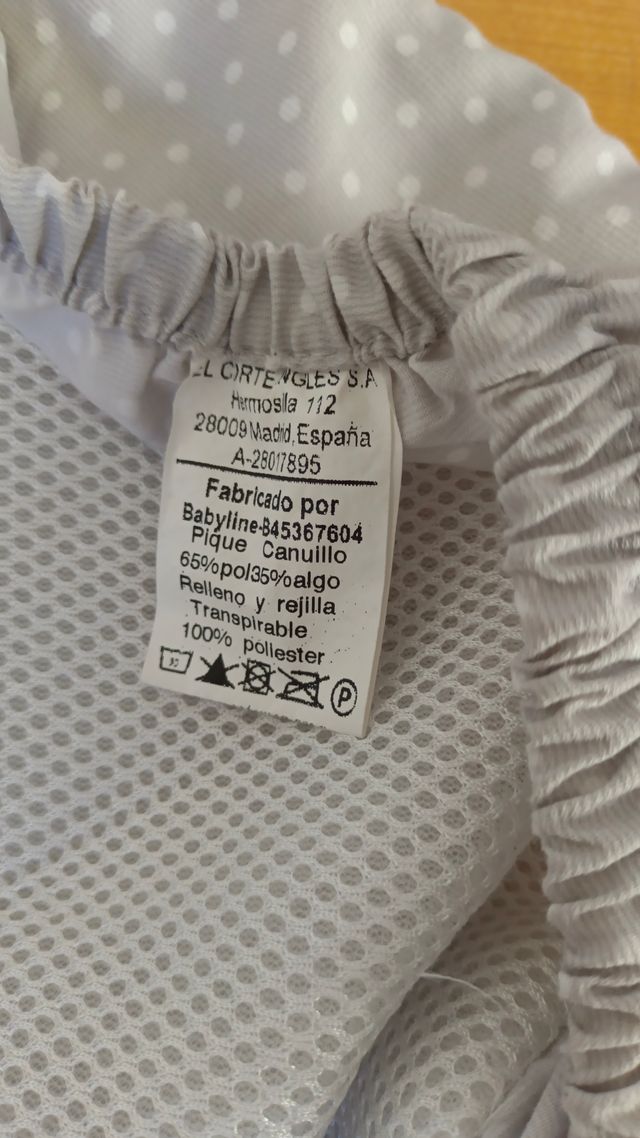 EL CORTE INGLES S.A
Hermosilla 112
28009 Madrid, España
A-28017895
Fabricado por
Babyline-B45367604
Pique Canuillo
65%pol35%algo
Relleno y rejilla
Transpirable
100% poliester
P